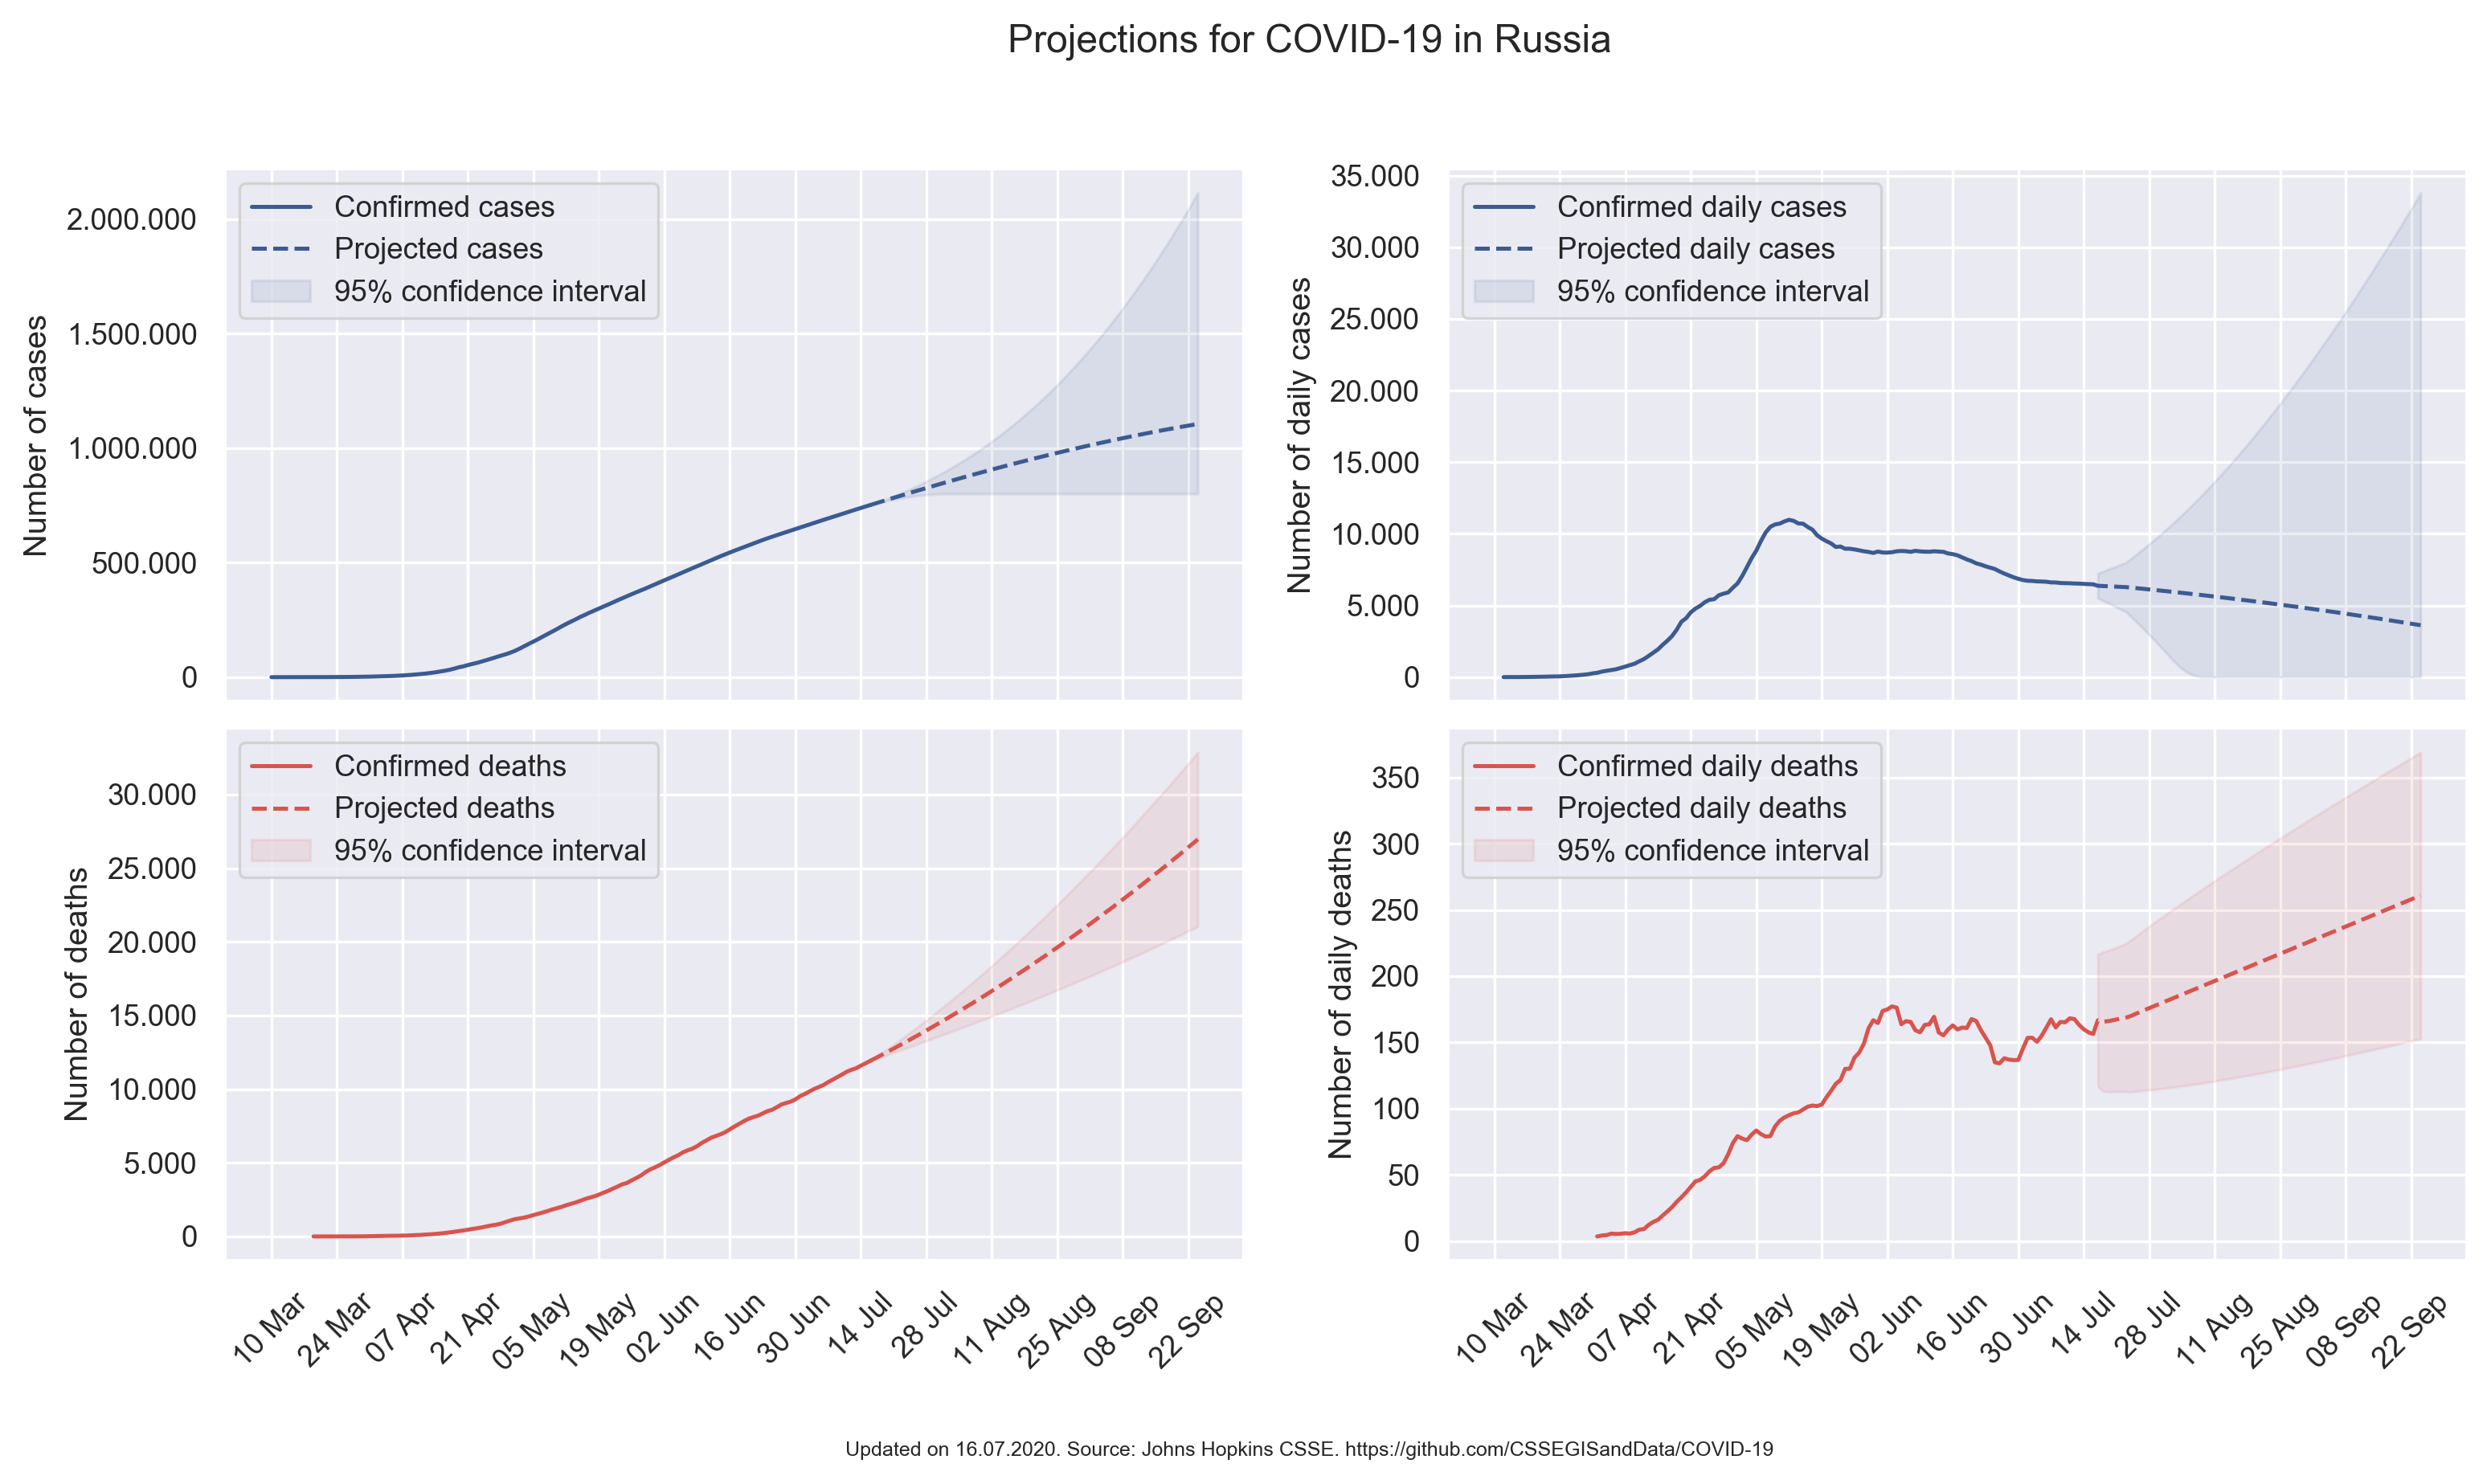 Projections for COVID-19 in Russia
Number of cases
2.000.000
1.500.000
1.000.000
500.000
0
Confirmed cases
Projected cases
95% confidence interval
Number of daily cases
35.000
30.000
25.000
20.000
15.000
10.000
5.000
0
Confirmed daily cases
Projected daily cases
95% confidence interval
Number of deaths
30.000
25.000
20.000
15.000
10.000
5.000
0
Confirmed deaths
Projected deaths
95% confidence interval
10 Mar
24 Mar
07 Apr
21 Apr
05 May
19 May
02 Jun
16 Jun
30 Jun
14 Jul
28 Jul
11 Aug
25 Aug
08 Sep
22 Sep
Number of daily deaths
350
300
250
200
150
100
50
0
Confirmed daily deaths
Projected daily deaths
95% confidence interval
10 Mar
24 Mar
07 Apr
21 Apr
05 May
19 May
02 Jun
16 Jun
30 Jun
14 Jul
28 Jul
11 Aug
25 Aug
08 Sep
22 Sep
Updated on 16.07.2020. Source: Johns Hopkins CSSE. https://github.com/CSSEGISandData/COVID-19